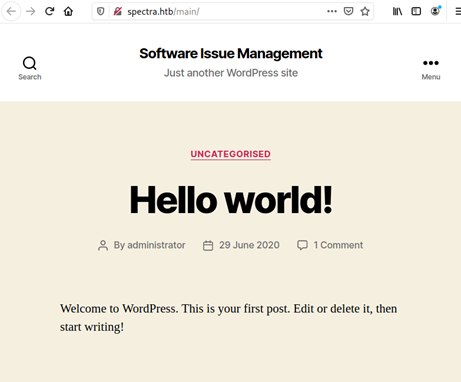 spectra.htb/main/
Software Issue Management
Just another WordPress site
Search
Menu
UNCATEGORISED
Hello world!
By administrator 29 June 2020 1 Comment
Welcome to WordPress. This is your first post. Edit or delete it, then
start writing!